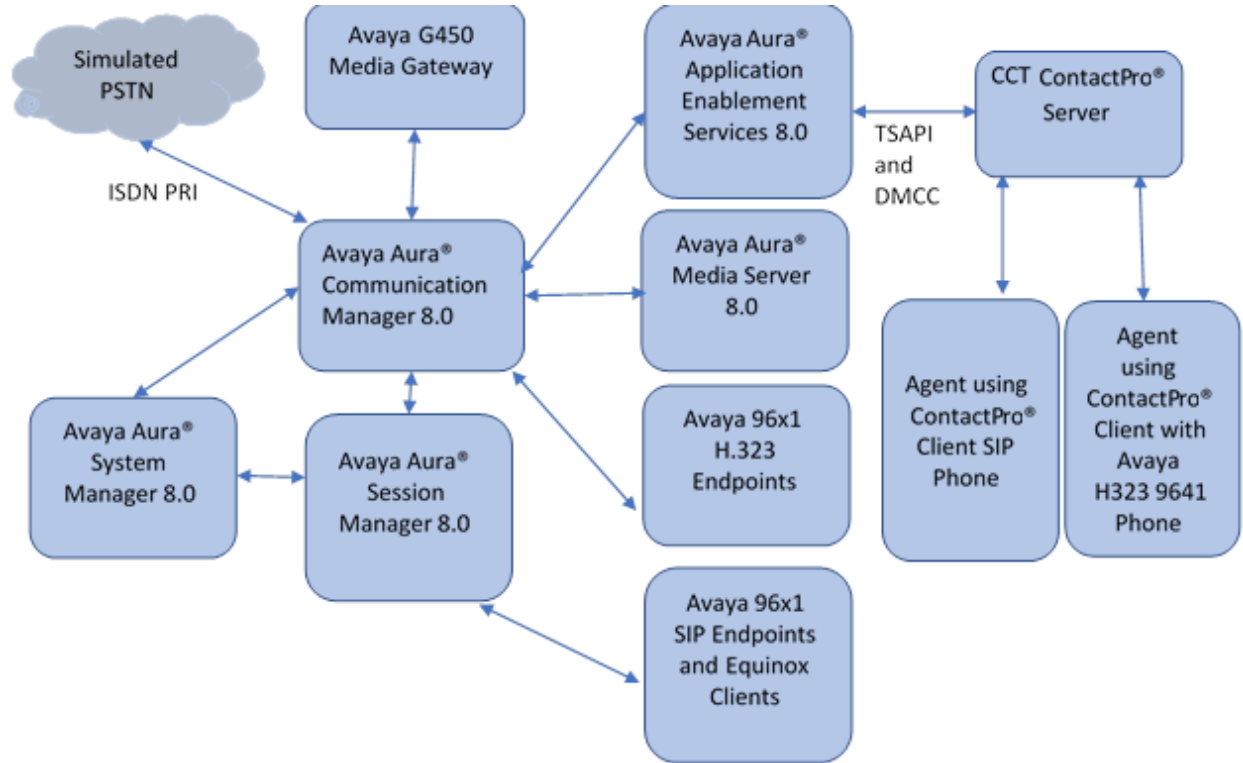 Simulated
PSTN
Avaya G450
Media Gateway
Avaya Aura®
Application
Enablement
Services 8.0
CCT ContactPro®
Server
TSAPI
and
DMCC
ISDN PRI
Avaya Aura®
Communication
Manager 8.0
Avaya Aura®
Media Server
8.0
Agent using
ContactPro®
Client SIP
Phone
Agent
using
ContactPro®
Client with
Avaya
H323 9641
Phone
Avaya Aura®
System
Manager 8.0
Avaya Aura®
Session
Manager 8.0
Avaya 96x1
H.323
Endpoints
Avaya 96x1
SIP Endpoints
and Equinox
Clients